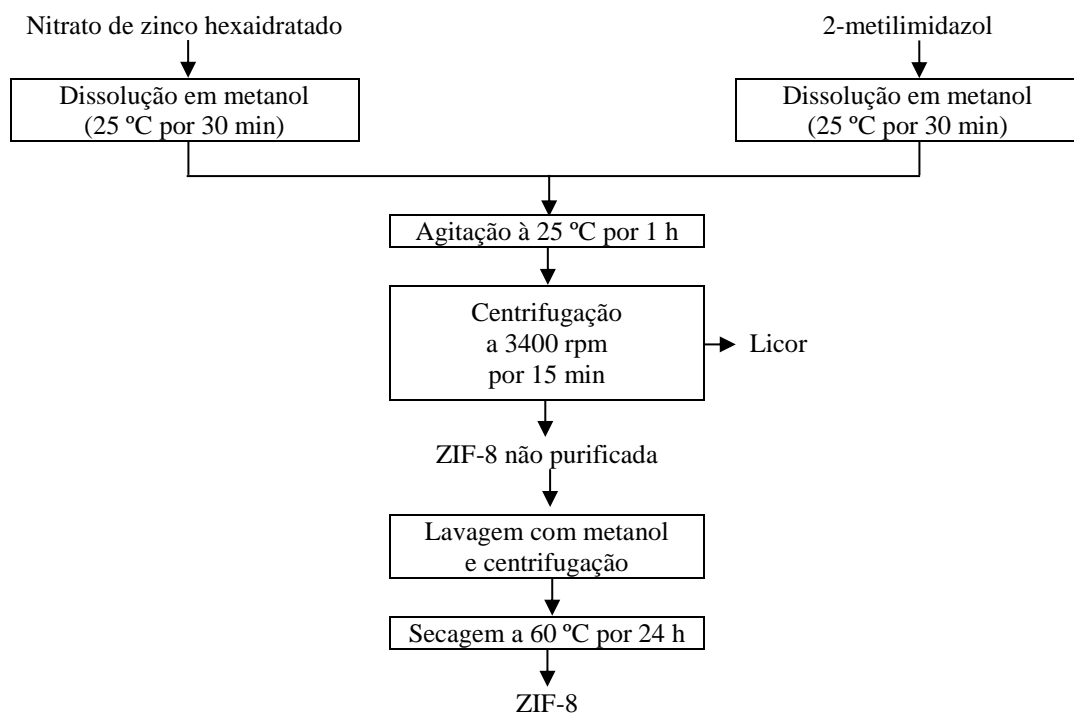 Nitrato de zinco hexaidratado
2-metilimidazol
Dissolução em metanol
(25 ºC por 30 min)
Dissolução em metanol
(25 ºC por 30 min)
Agitação à 25 ºC por 1 h
Centrifugação
a 3400 rpm
por 15 min
Licor
ZIF-8 não purificada
Lavagem com metanol
e centrifugação
Secagem a 60 ºC por 24 h
ZIF-8